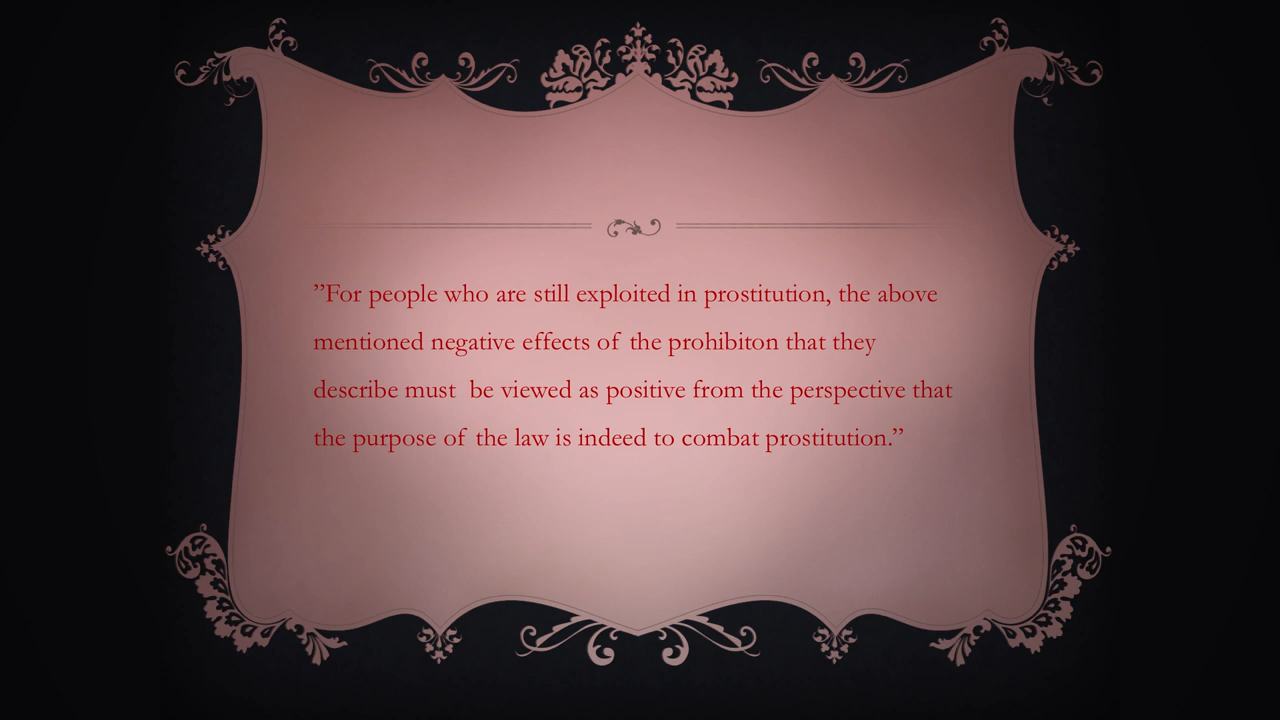 ”For people who are still exploited in prostitution, the above
mentioned negative effects of the prohibiton that they
describe must be viewed as positive from the perspective that
the purpose of the law is indeed to combat prostitution.”